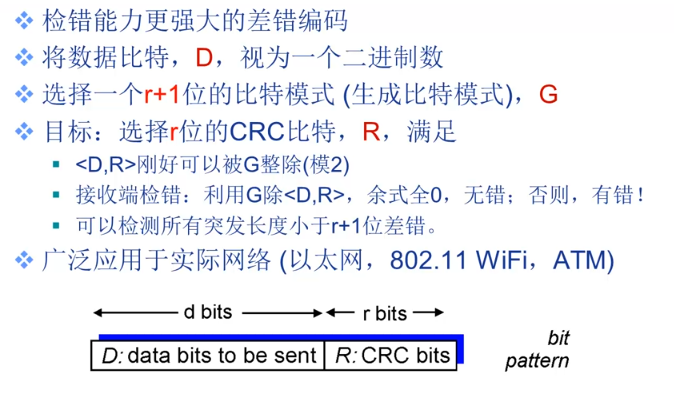 检错能力更强大的差错编码
将数据比特，D，视为一个二进制数
选择一个r+1位的比特模式 (生成比特模式)，G
目标：选择r位的CRC比特，R，满足
<D,R>刚好可以被G整除(模2)
接收端检错：利用G除<D,R>，余式全0，无错；否则，有错！
可以检测所有突发长度小于r+1位差错。
广泛应用于实际网络 (以太网，802.11 WiFi，ATM)
d bits r bits
D: data bits to be sent R: CRC bits
bit
pattern